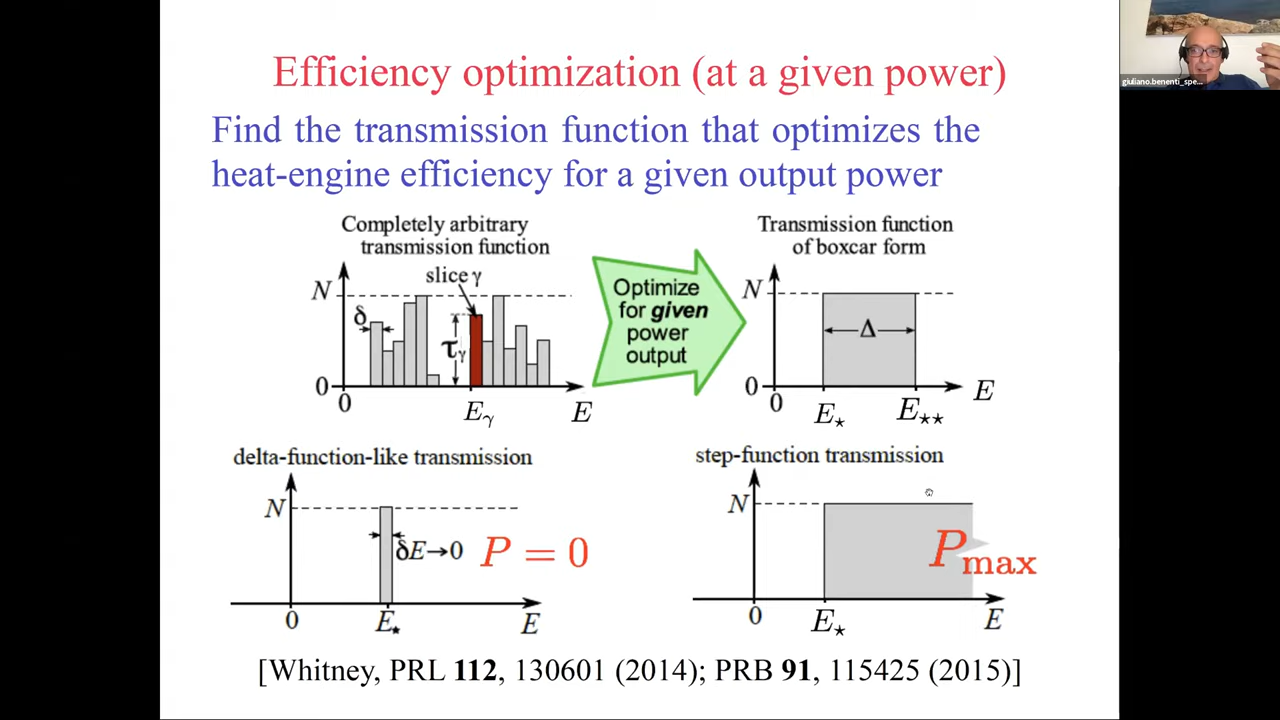 giuliano.benenti_spe...
Efficiency optimization (at a given power)
Find the transmission function that optimizes the
heat-engine efficiency for a given output power
Completely arbitrary
transmission function
slice γ
N
δ
τγ
0
0
Eγ
E
Optimize
for given
power
output
Transmission function
of boxcar form
N
Δ
0
0
E⋆
E⋆⋆
E
delta-function-like transmission
N
δE→0
P = 0
0
E⋆
E
step-function transmission
N
Pmax
0
E⋆
E
[Whitney, PRL 112, 130601 (2014); PRB 91, 115425 (2015)]